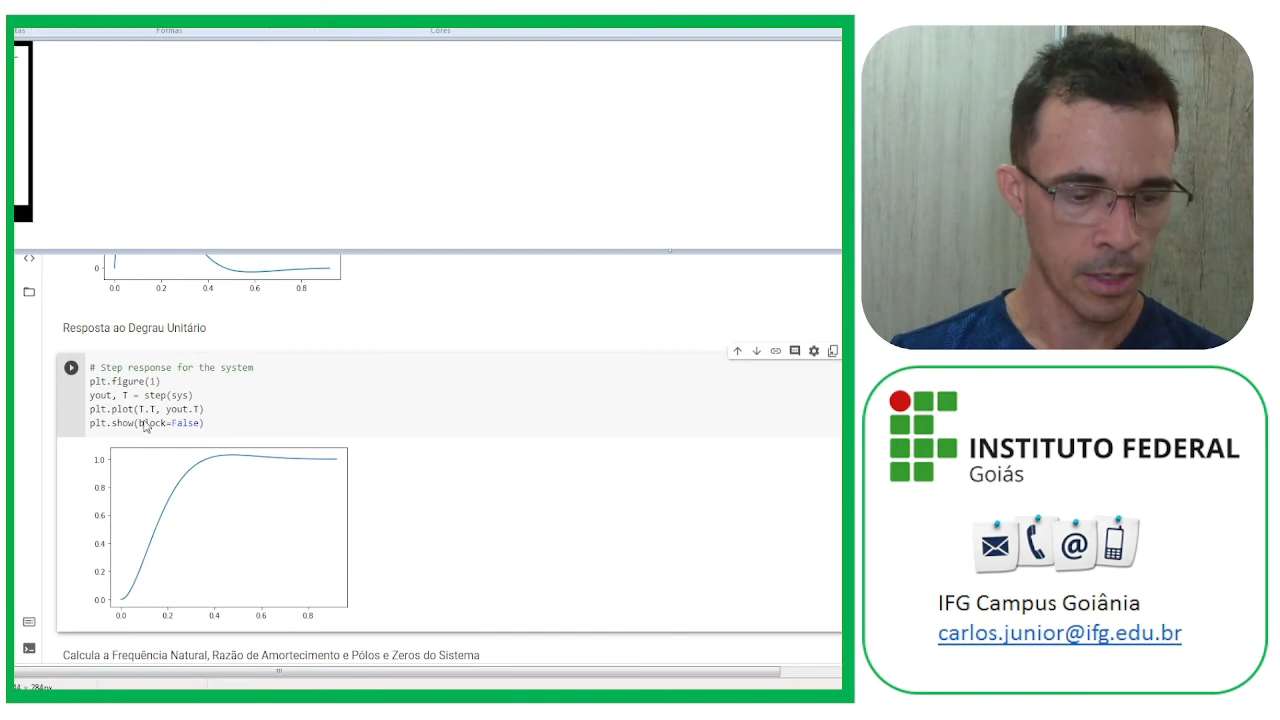 tas
Formas
Cores
0
0.0 0.2 0.4 0.6 0.8
Resposta ao Degrau Unitário
# Step response for the system
plt.figure(1)
yout, T = step(sys)
plt.plot(T.T, yout.T)
plt.show(block=False)
1.0
0.8
0.6
0.4
0.2
0.0
0.0 0.2 0.4 0.6 0.8
Calcula a Frequência Natural, Razão de Amortecimento e Pólos e Zeros do Sistema
44 × 284px
INSTITUTO FEDERAL
Goiás
@
IFG Campus Goiânia
carlos.junior@ifg.edu.br